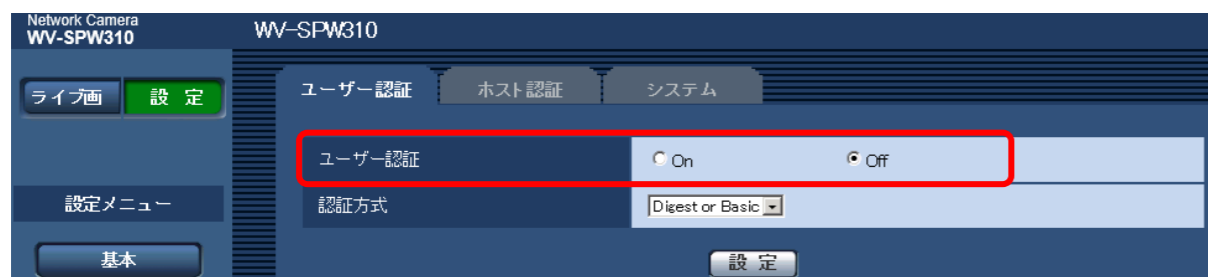 Network Camera
WV-SPW310
WV-SPW310
ライブ画 設 定
ユーザー認証 ホスト認証 システム
ユーザー認証 On Off
設定メニュー
認証方式 Digest or Basic
基本
設 定